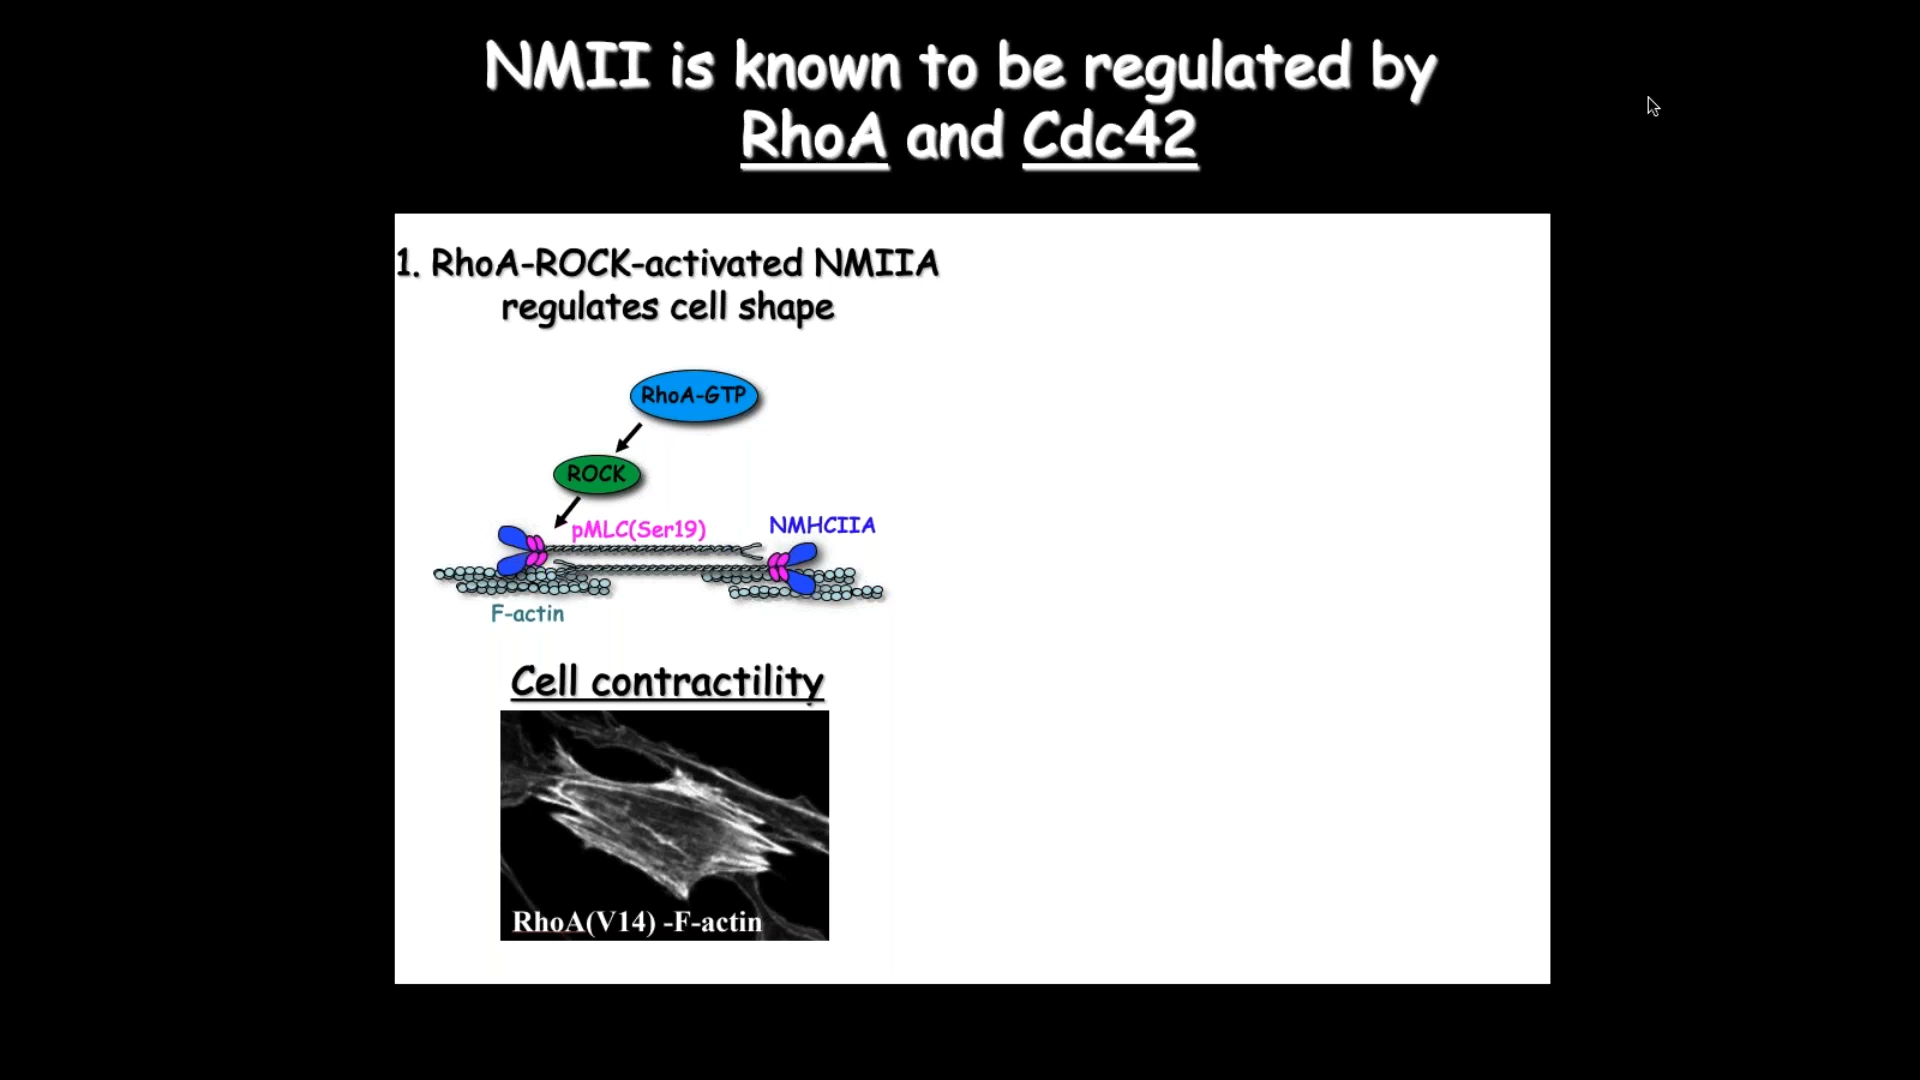 NMII is known to be regulated by
RhoA and Cdc42
1. RhoA-ROCK-activated NMIIA
regulates cell shape
RhoA-GTP
ROCK
pMLC(Ser19)
NMHCIIA
F-actin
Cell contractility
RhoA(V14) -F-actin